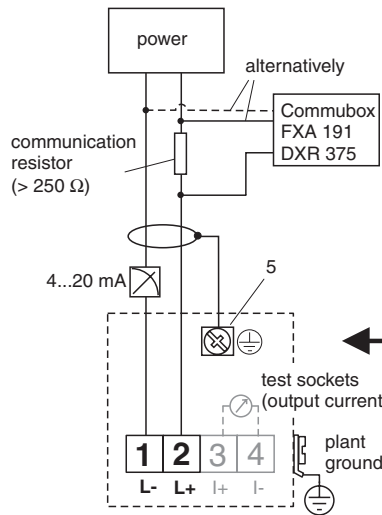 power
alternatively
Commubox
FXA 191
DXR 375
communication
resistor
(> 250 Ω)
4...20 mA
5
test sockets
(output current
1 2 3 4
L- L+ I+ I-
plant
ground